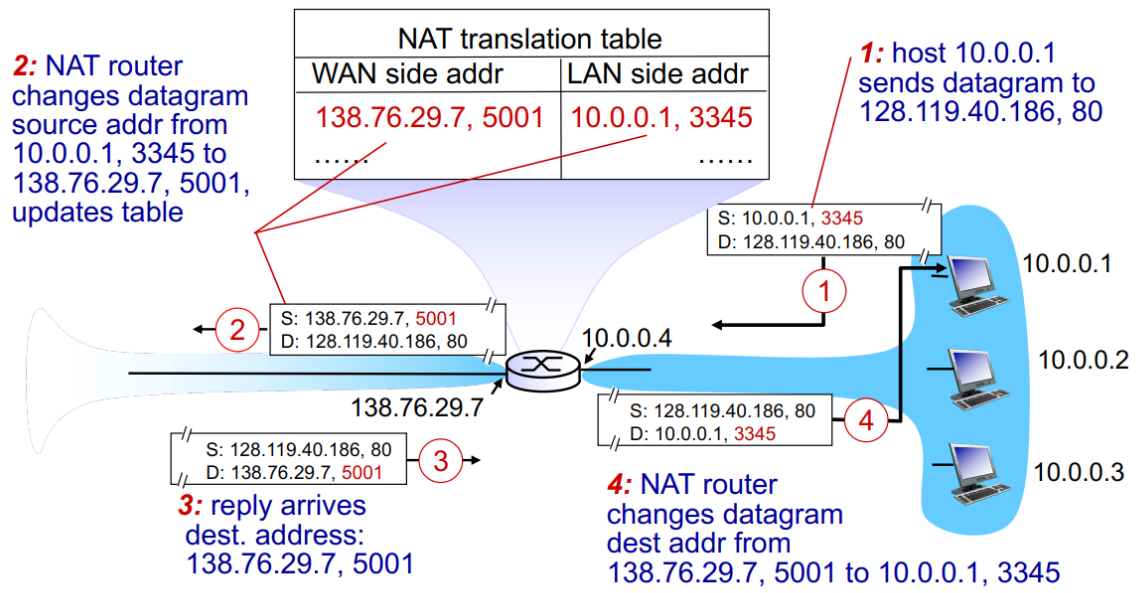 NAT translation table
WAN side addr LAN side addr
138.76.29.7, 5001 10.0.0.1, 3345
…… ……
2: NAT router
changes datagram
source addr from
10.0.0.1, 3345 to
138.76.29.7, 5001,
updates table
1: host 10.0.0.1
sends datagram to
128.119.40.186, 80
S: 10.0.0.1, 3345
D: 128.119.40.186, 80
1
10.0.0.1
S: 138.76.29.7, 5001
D: 128.119.40.186, 80
2
10.0.0.4
10.0.0.2
138.76.29.7
S: 128.119.40.186, 80
D: 10.0.0.1, 3345
4
S: 128.119.40.186, 80
D: 138.76.29.7, 5001
3
10.0.0.3
3: reply arrives
dest. address:
138.76.29.7, 5001
4: NAT router
changes datagram
dest addr from
138.76.29.7, 5001 to 10.0.0.1, 3345